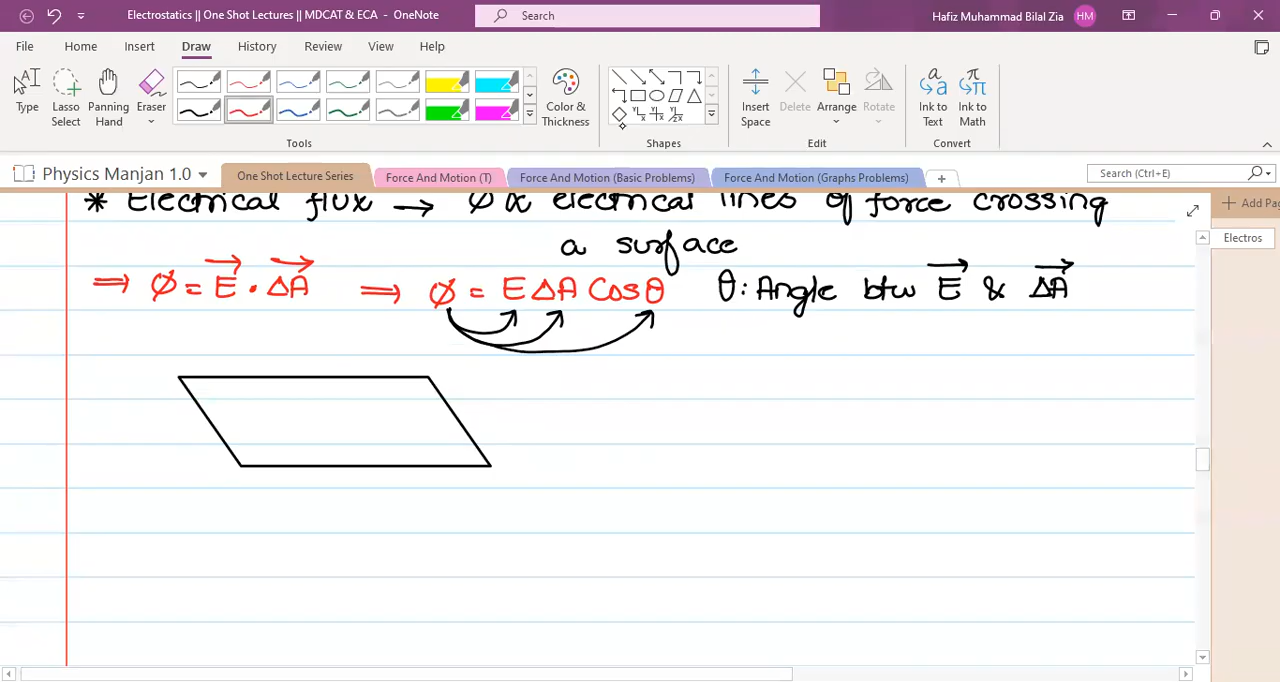 Electrostatics || One Shot Lectures || MDCAT & ECA - OneNote
Search
Hafiz Muhammad Bilal Zia HM
File Home Insert Draw History Review View Help
Type Lasso Select Panning Hand Eraser Color & Thickness Insert Space Delete Arrange Rotate Ink to Text Ink to Math
Tools Shapes Edit Convert
Physics Manjan 1.0 One Shot Lecture Series Force And Motion (T) Force And Motion (Basic Problems) Force And Motion (Graphs Problems) Search (Ctrl+E)
* Electrical flux → Ø ∝ electrical lines of force crossing
a surface
Add Pag
Electros
⇒ Ø = E⃗ · ΔA⃗ ⇒ Ø = E ΔA Cos θ θ: Angle btw E⃗ & ΔA⃗